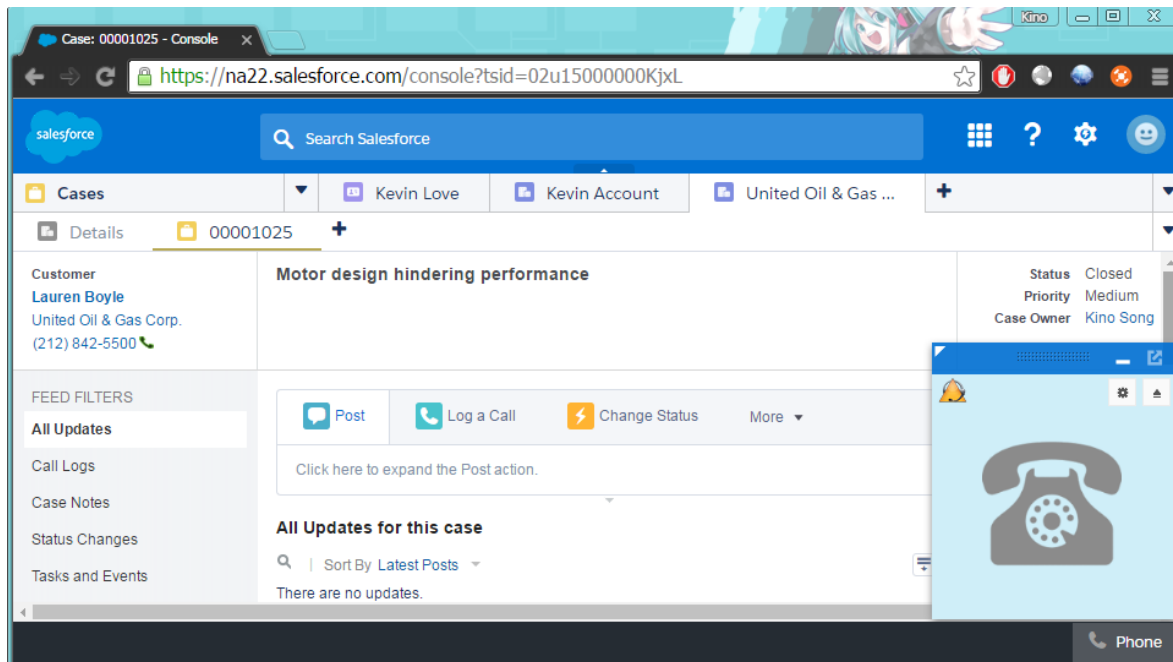 Kino
Case: 00001025 - Console
https://na22.salesforce.com/console?tsid=02u15000000KjxL
salesforce
Search Salesforce
Cases
Kevin Love
Kevin Account
United Oil & Gas ...
Details
00001025
Customer
Lauren Boyle
United Oil & Gas Corp.
(212) 842-5500
Motor design hindering performance
Status Closed
Priority Medium
Case Owner Kino Song
FEED FILTERS
All Updates
Call Logs
Case Notes
Status Changes
Tasks and Events
Post
Log a Call
Change Status
More
Click here to expand the Post action.
All Updates for this case
Sort By Latest Posts
There are no updates.
Phone